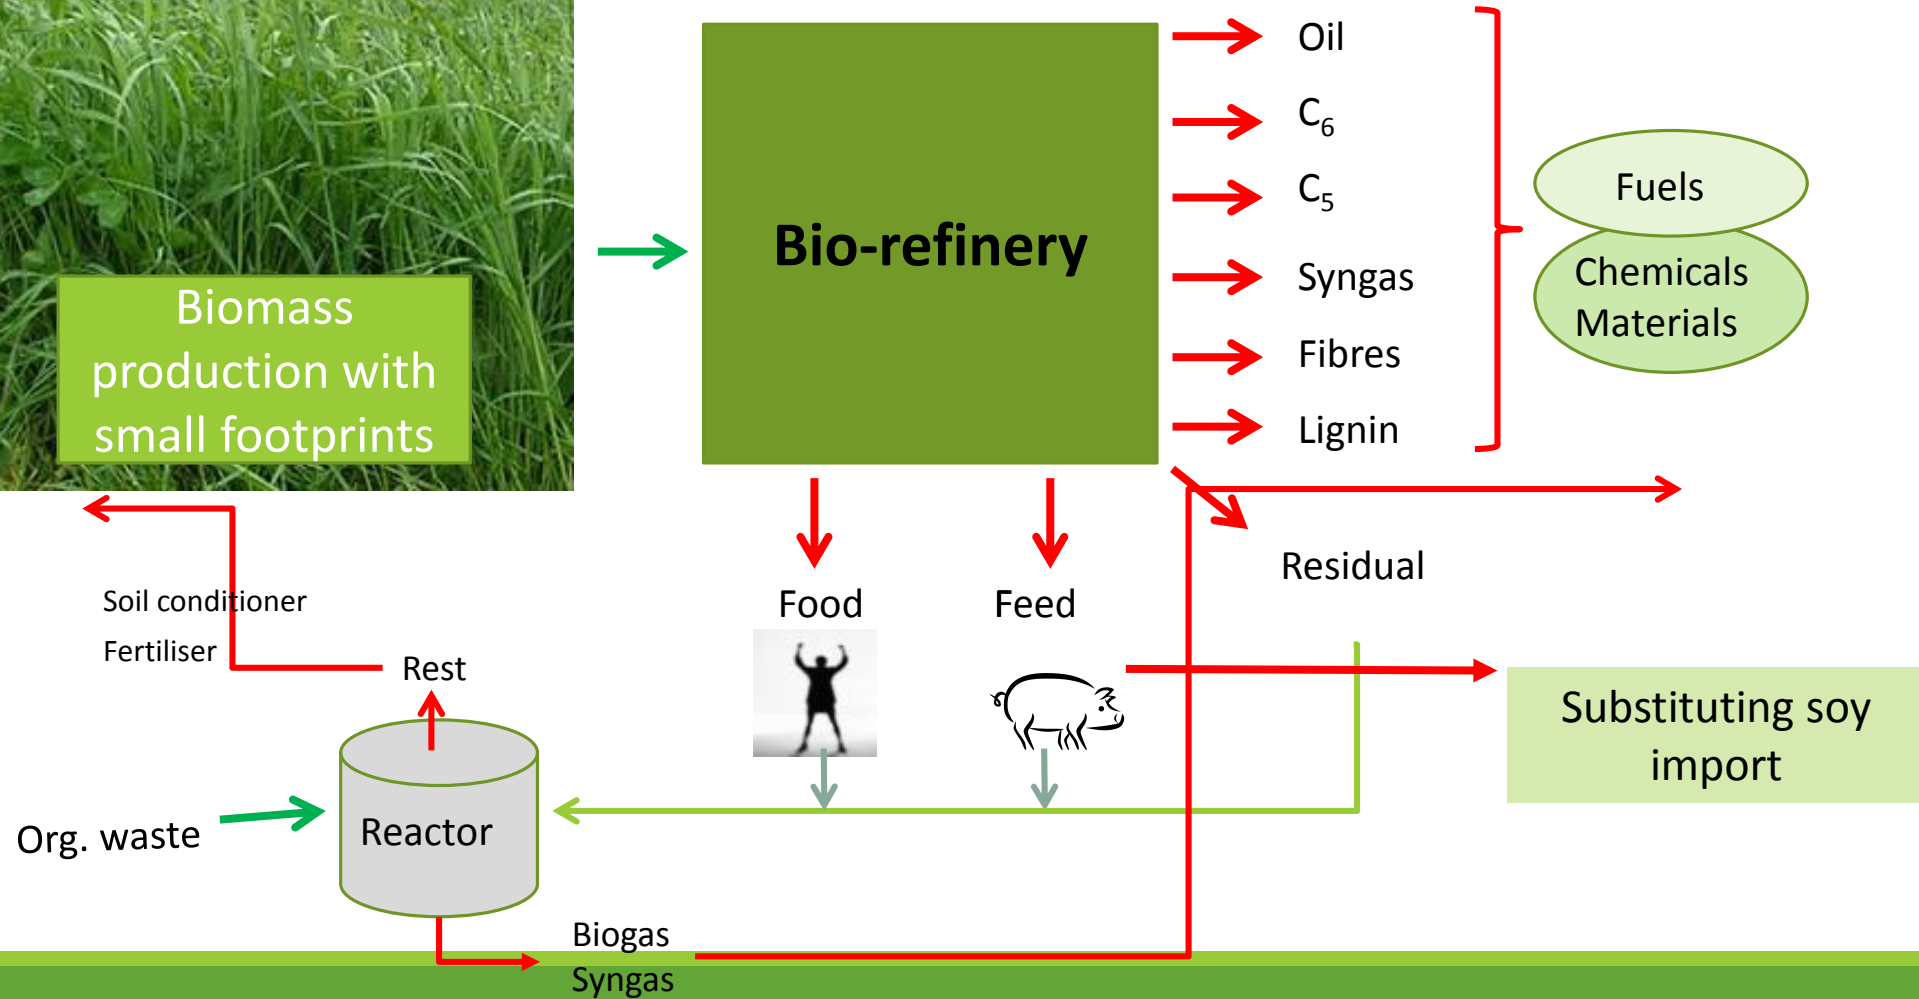 Biomass
production with
small footprints
Bio-refinery
Oil
C₆
C₅
Syngas
Fibres
Lignin
Fuels
Chemicals
Materials
Residual
Food
Feed
Soil conditioner
Fertiliser
Rest
Substituting soy
import
Org. waste
Reactor
Biogas
Syngas